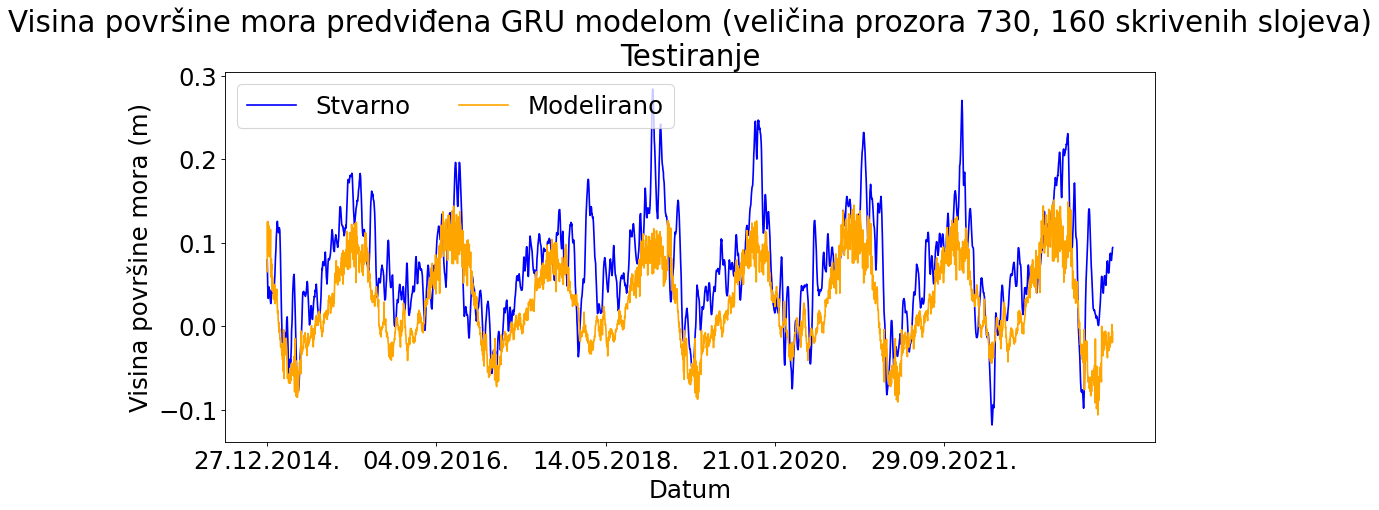 Visina površine mora predviđena GRU modelom (veličina prozora 730, 160 skrivenih slojeva)
Testiranje
Stvarno Modelirano
Visina površine mora (m)
0.3
0.2
0.1
0.0
−0.1
27.12.2014. 04.09.2016. 14.05.2018. 21.01.2020. 29.09.2021.
Datum